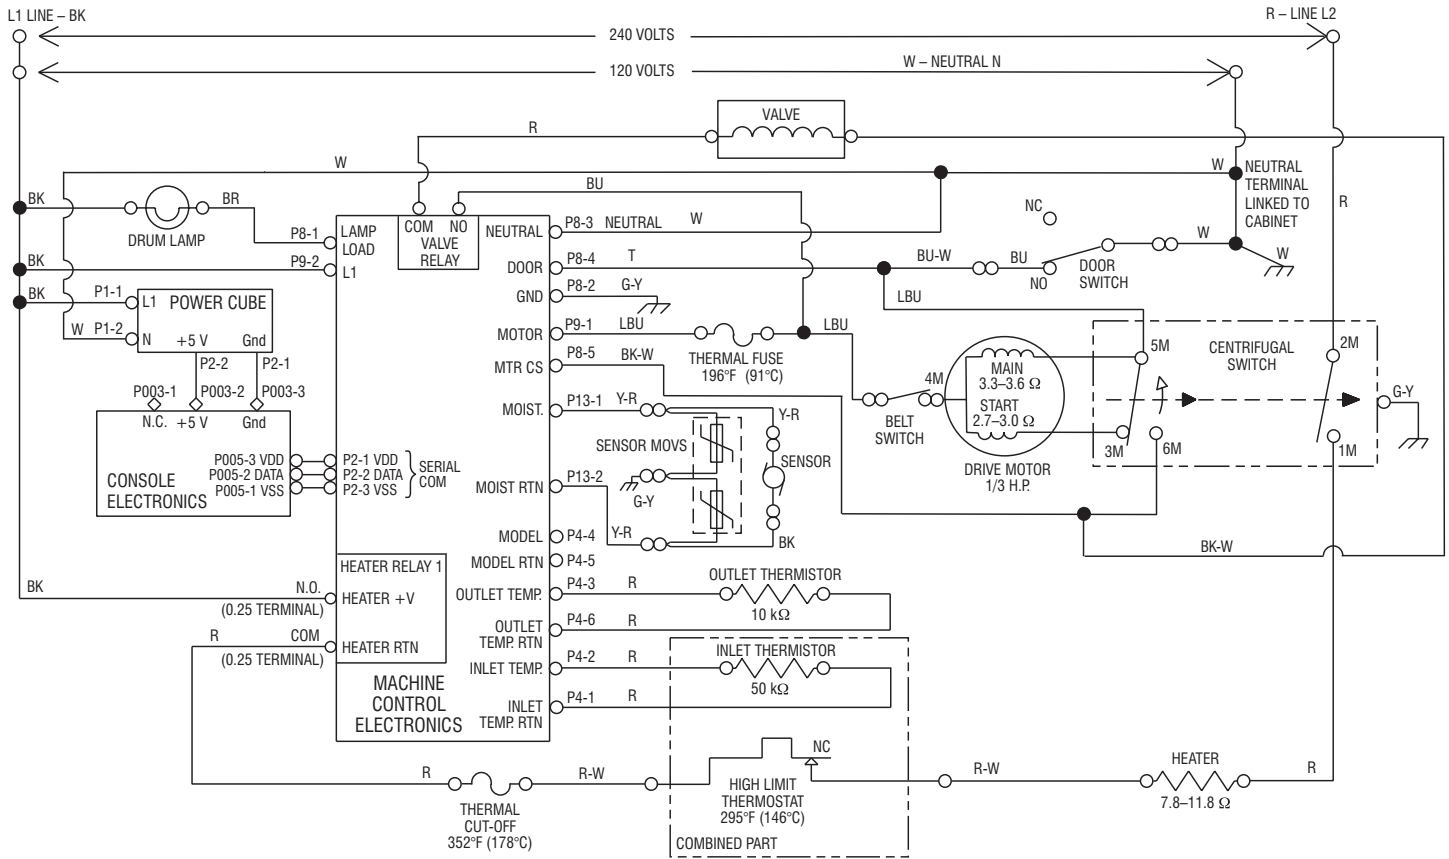 L1 LINE – BK
R – LINE L2
240 VOLTS
120 VOLTS
W – NEUTRAL N
VALVE
R
W
W
NEUTRAL
TERMINAL
LINKED TO
CABINET
BU
R
BK
BR
DRUM LAMP
P8-1
LAMP
LOAD
COM
NO
VALVE
RELAY
NEUTRAL
P8-3
NEUTRAL
W
NC
BK
P9-2
L1
DOOR
P8-4
T
BU-W
BU
NO
DOOR
SWITCH
W
W
BK
P1-1
L1
POWER CUBE
GND
P8-2
G-Y
LBU
W
P1-2
N
+5 V
Gnd
MOTOR
P9-1
LBU
THERMAL FUSE
196°F (91°C)
LBU
P2-2
P2-1
MTR CS
P8-5
BK-W
5M
CENTRIFUGAL
SWITCH
2M
MAIN
3.3–3.6 Ω
4M
BELT
SWITCH
START
2.7–3.0 Ω
G-Y
P003-1
P003-2
P003-3
N.C.
+5 V
Gnd
MOIST.
P13-1
Y-R
Y-R
SENSOR MOVS
SENSOR
3M
6M
1M
DRIVE MOTOR
1/3 H.P.
CONSOLE
ELECTRONICS
P005-3 VDD
P005-2 DATA
P005-1 VSS
P2-1 VDD
P2-2 DATA
P2-3 VSS
SERIAL
COM
MOIST RTN
P13-2
G-Y
Y-R
BK
MODEL
P4-4
MODEL RTN
P4-5
BK-W
HEATER RELAY 1
BK
N.O.
(0.25 TERMINAL)
HEATER +V
OUTLET TEMP.
P4-3
R
OUTLET THERMISTOR
10 kΩ
OUTLET
TEMP. RTN
P4-6
R
R
COM
(0.25 TERMINAL)
HEATER RTN
INLET TEMP.
P4-2
R
INLET THERMISTOR
50 kΩ
MACHINE
CONTROL
ELECTRONICS
INLET
TEMP. RTN
P4-1
R
NC
R
THERMAL
CUT-OFF
352°F (178°C)
R-W
HIGH LIMIT
THERMOSTAT
295°F (146°C)
COMBINED PART
R-W
HEATER
7.8–11.8 Ω
R